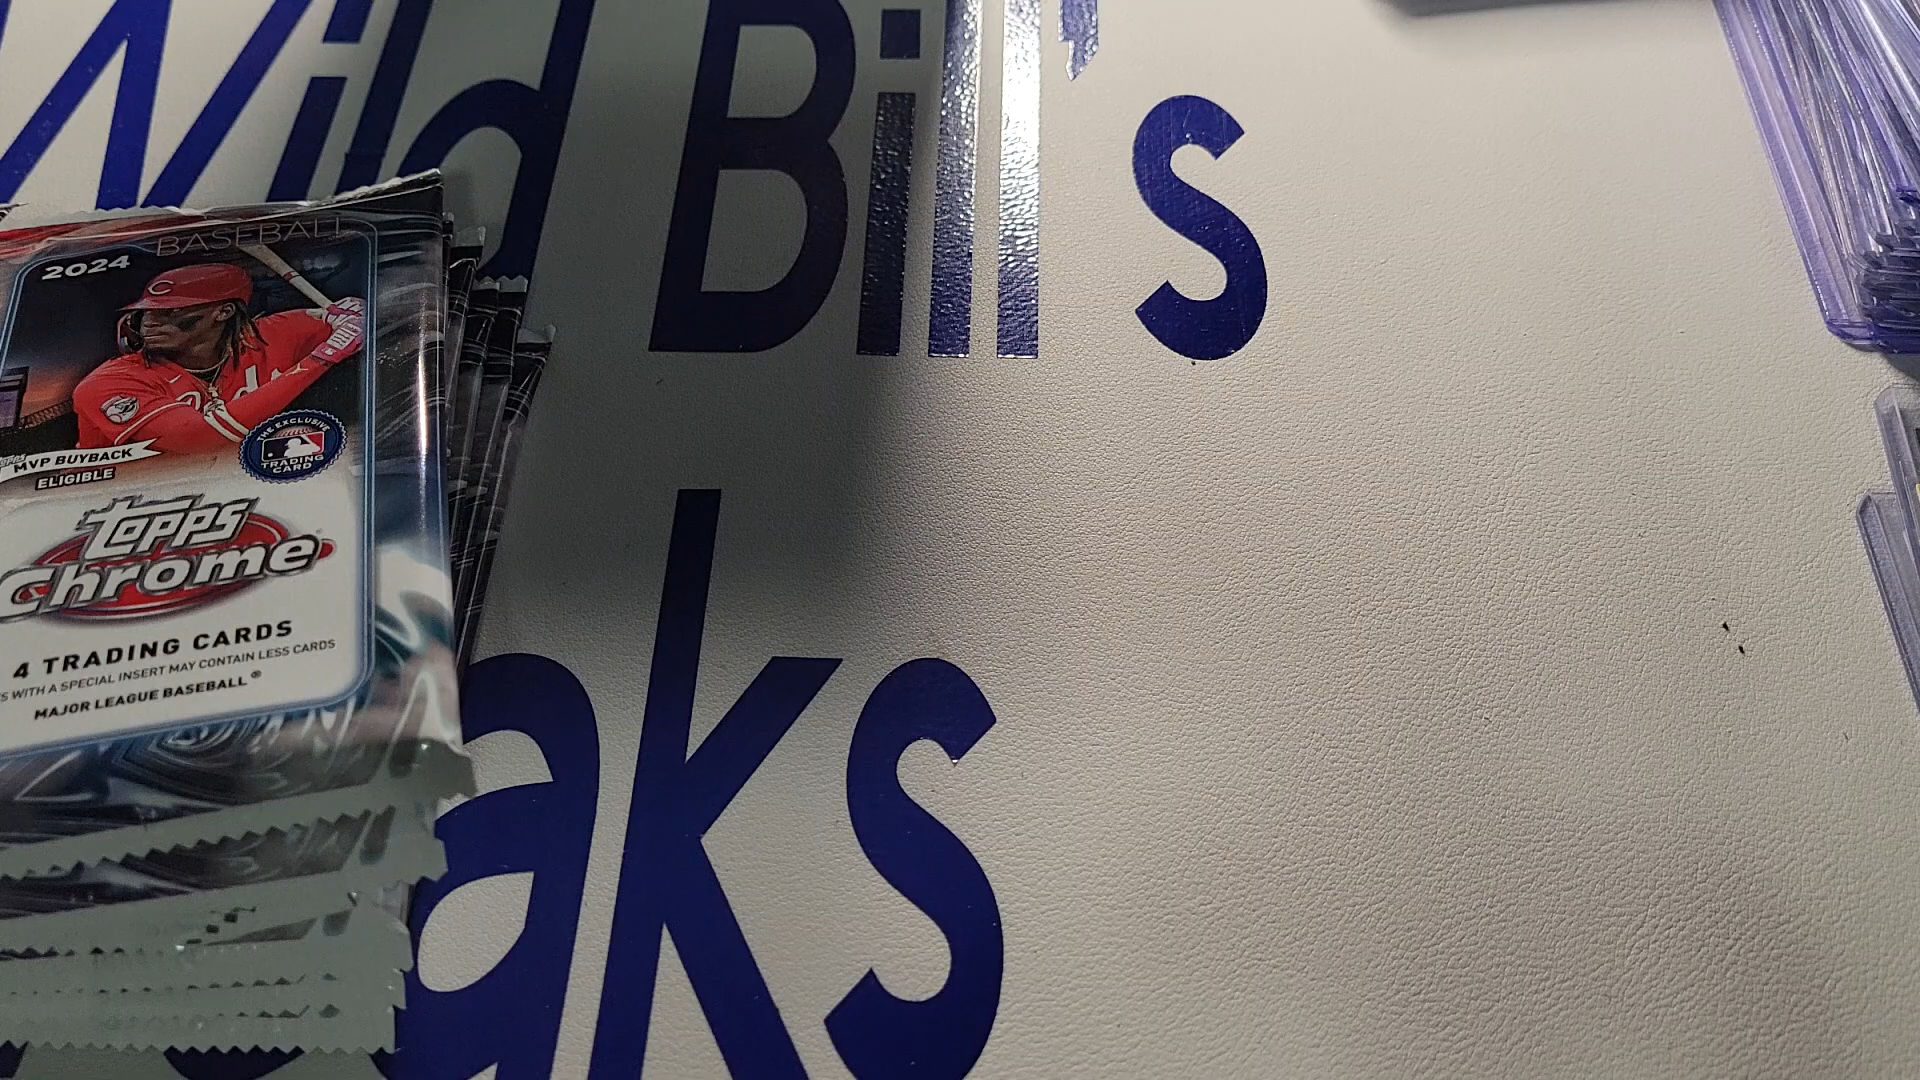 Wild Bill's
aks
BASEBALL
2024
C
THE EXCLUSIVE
TRADING
CARD
MVP BUYBACK
ELIGIBLE
TOPPS
Chrome
4 TRADING CARDS
WITH A SPECIAL INSERT MAY CONTAIN LESS CARDS
MAJOR LEAGUE BASEBALL®